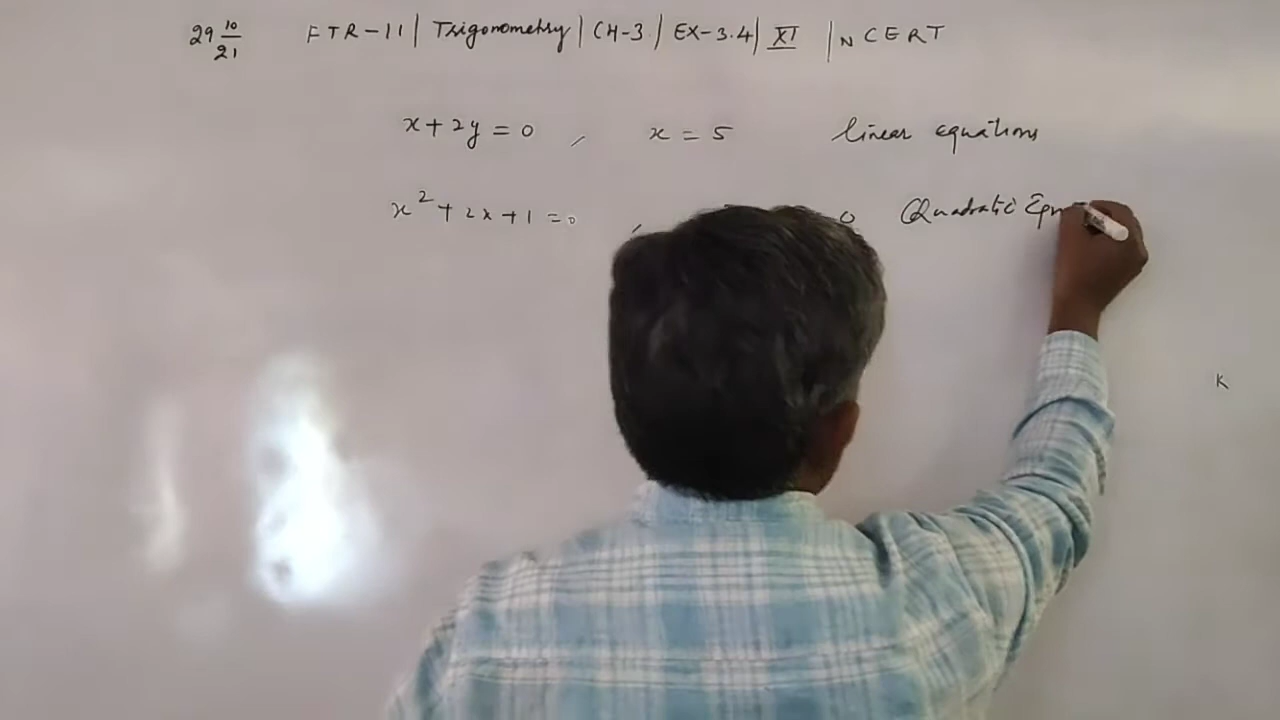 29 10/21 FTR-11 | Trigonometry | CH-3 | EX-3.4 | XI | NCERT
x + 2y = 0 , x = 5 linear equations
x² + 2x + 1 = 0 , 0 Quadratic Equ
K